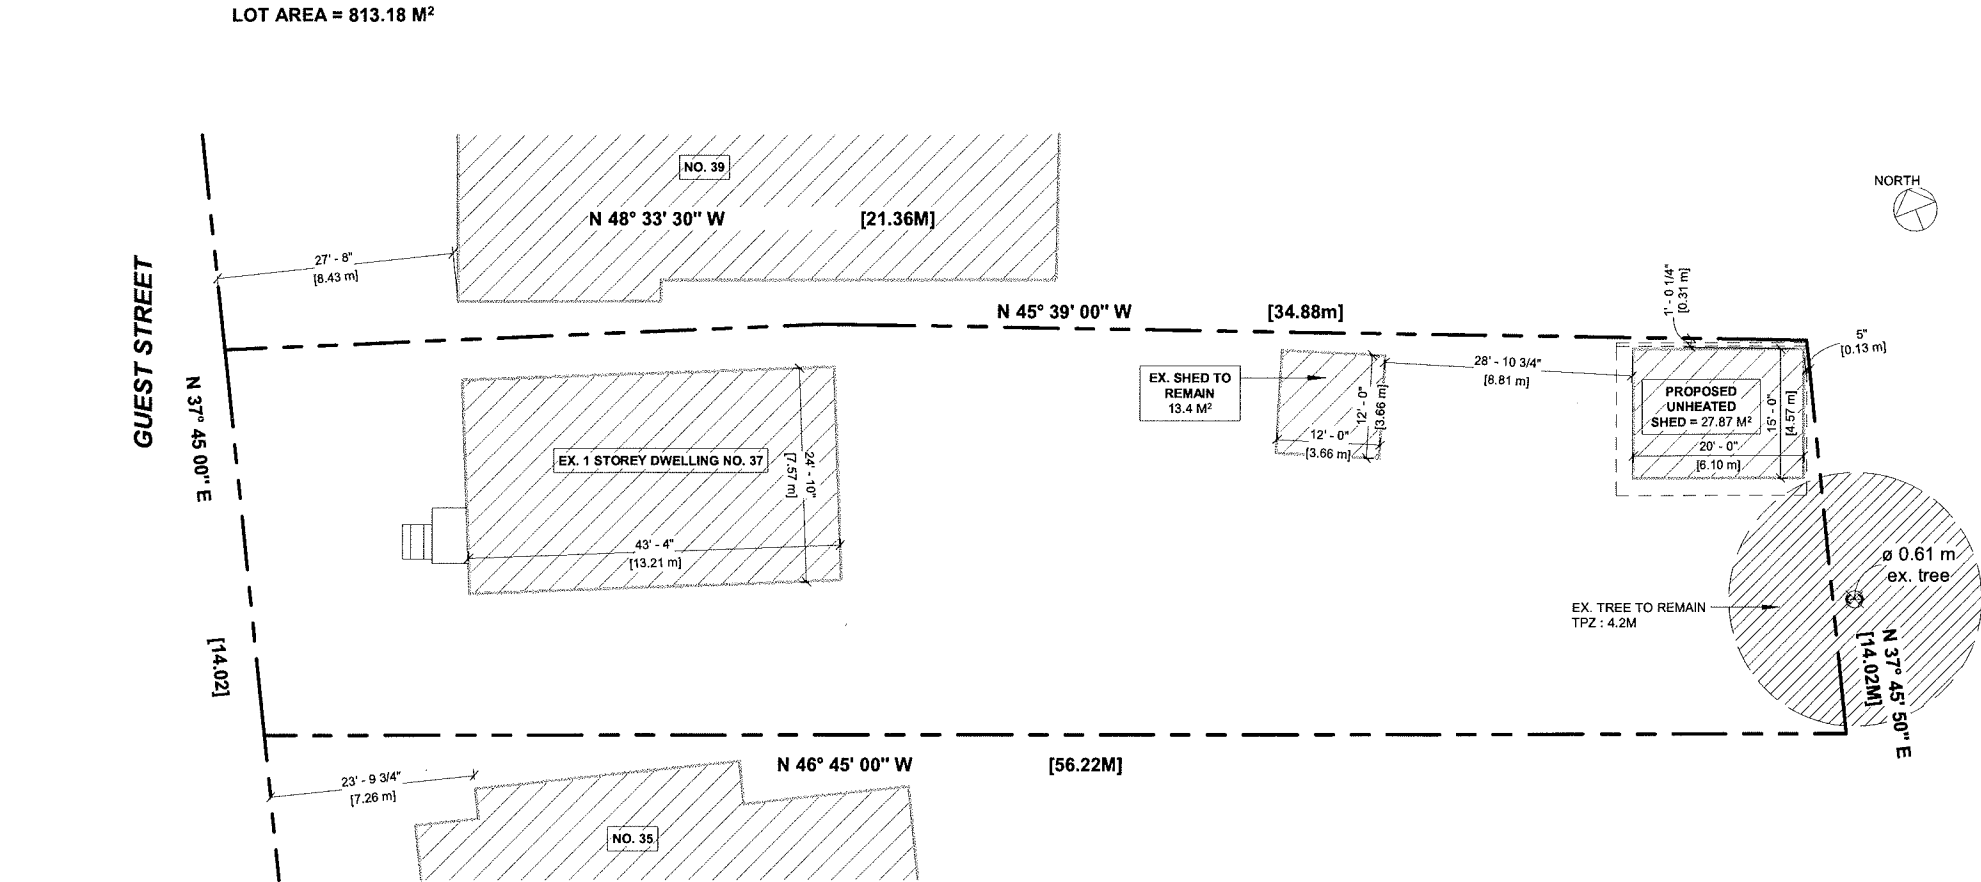 LOT AREA = 813.18 M²
NO. 39
NORTH
N 48° 33' 30" W [21.36M]
27' - 8"
[8.43 m]
GUEST STREET
1' - 0 1/4"
[0.31 m]
N 45° 39' 00" W [34.88m]
5"
[0.13 m]
28' - 10 3/4"
[8.81 m]
EX. SHED TO
REMAIN
13.4 M²
12' - 0"
[3.66 m]
12' - 0"
[3.66 m]
PROPOSED
UNHEATED
SHED = 27.87 M²
15' - 0"
[4.57 m]
20' - 0"
[6.10 m]
N 37° 45' 00" E
EX. 1 STOREY DWELLING NO. 37
24' - 10"
[7.57 m]
43' - 4"
[13.21 m]
ø 0.61 m
ex. tree
EX. TREE TO REMAIN
TPZ : 4.2M
[14.02]
N 37° 45' 50" E
[14.02M]
N 46° 45' 00" W [56.22M]
23' - 9 3/4"
[7.26 m]
NO. 35